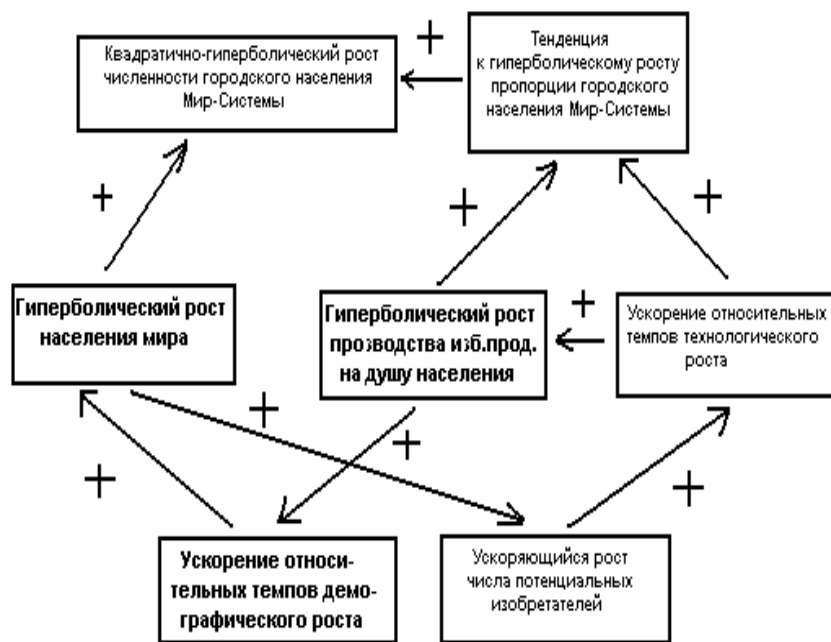 Квадратично-гиперболический рост
численности городского населения
Мир-Системы
+
Тенденция
к гиперболическому росту
пропорции городского
населения Мир-Системы
+
+
+
Гиперболический рост
населения мира
Гиперболический рост
производства изб.прод.
на душу населения
+
Ускорение относительных
темпов технологического
роста
+
+
+
+
Ускорение относи-
тельных темпов демо-
графического роста
Ускоряющийся рост
числа потенциальных
изобретателей